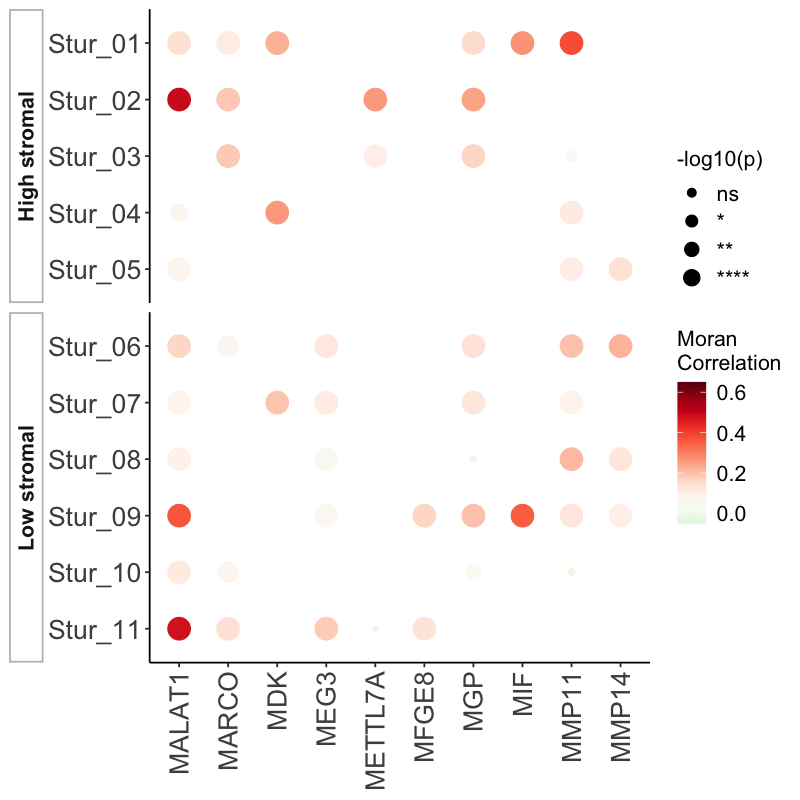 High stromal
Stur_01
Stur_02
Stur_03
Stur_04
Stur_05
Low stromal
Stur_06
Stur_07
Stur_08
Stur_09
Stur_10
Stur_11
MALAT1
MARCO
MDK
MEG3
METTL7A
MFGE8
MGP
MIF
MMP11
MMP14
-log10(p)
ns
*
**
****
Moran
Correlation
0.6
0.4
0.2
0.0